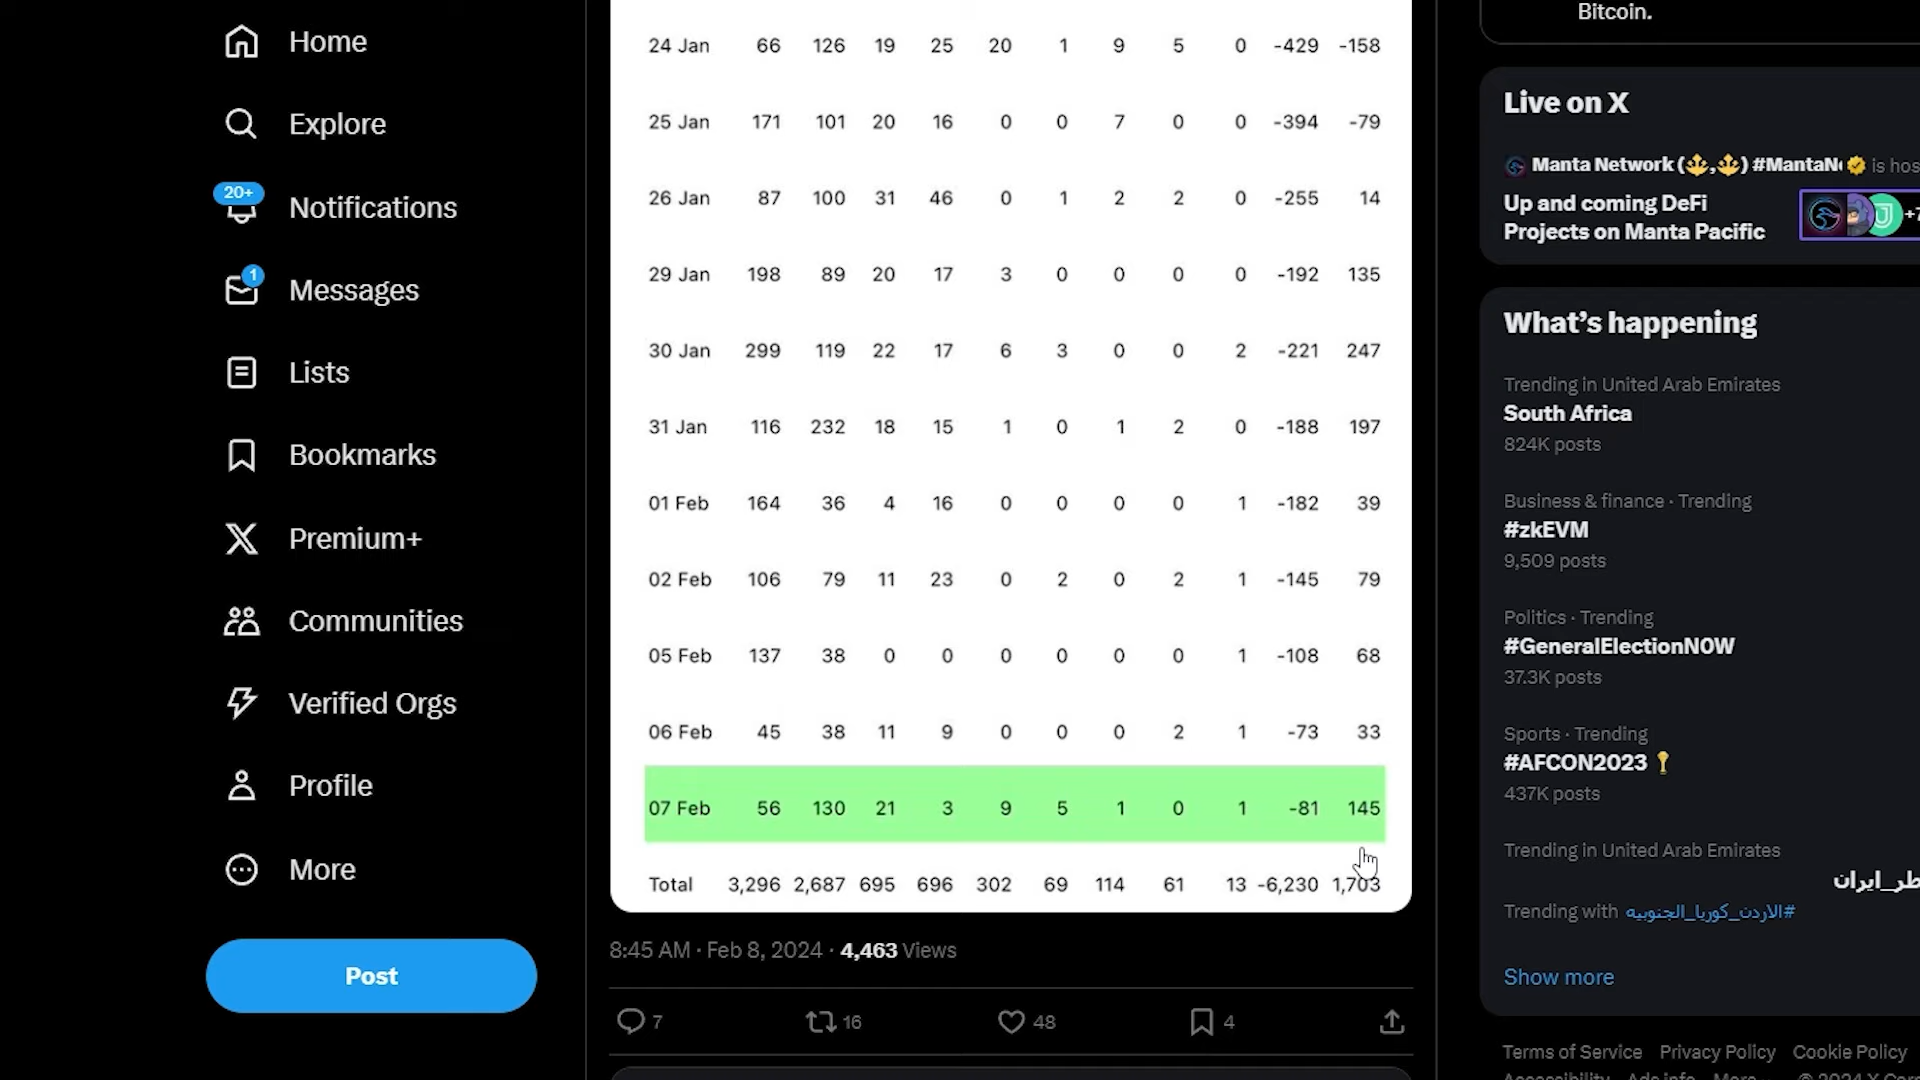 Home
Explore
20+
Notifications
1
Messages
Lists
Bookmarks
Premium+
Communities
Verified Orgs
Profile
More
Post
24 Jan 66 126 19 25 20 1 9 5 0 -429 -158
25 Jan 171 101 20 16 0 0 7 0 0 -394 -79
26 Jan 87 100 31 46 0 1 2 2 0 -255 14
29 Jan 198 89 20 17 3 0 0 0 0 -192 135
30 Jan 299 119 22 17 6 3 0 0 2 -221 247
31 Jan 116 232 18 15 1 0 1 2 0 -188 197
01 Feb 164 36 4 16 0 0 0 0 1 -182 39
02 Feb 106 79 11 23 0 2 0 2 1 -145 79
05 Feb 137 38 0 0 0 0 0 0 1 -108 68
06 Feb 45 38 11 9 0 0 0 2 1 -73 33
07 Feb 56 130 21 3 9 5 1 0 1 -81 145
Total 3,296 2,687 695 696 302 69 114 61 13 -6,230 1,703
8:45 AM · Feb 8, 2024 · 4,463 Views
7 16 48 4
Bitcoin.
Live on X
Manta Network (🔱,🔱) #MantaN is hos
Up and coming DeFi
Projects on Manta Pacific
+7
What's happening
Trending in United Arab Emirates
South Africa
824K posts
Business & finance · Trending
#zkEVM
9,509 posts
Politics · Trending
#GeneralElectionN0W
37.3K posts
Sports · Trending
#AFCON2023
437K posts
Trending in United Arab Emirates
طر_ايران
Trending with #الاردن_كوريا_الجنوبيه
Show more
Terms of Service Privacy Policy Cookie Policy
Accessibility Ads info More © 2024 X Corp